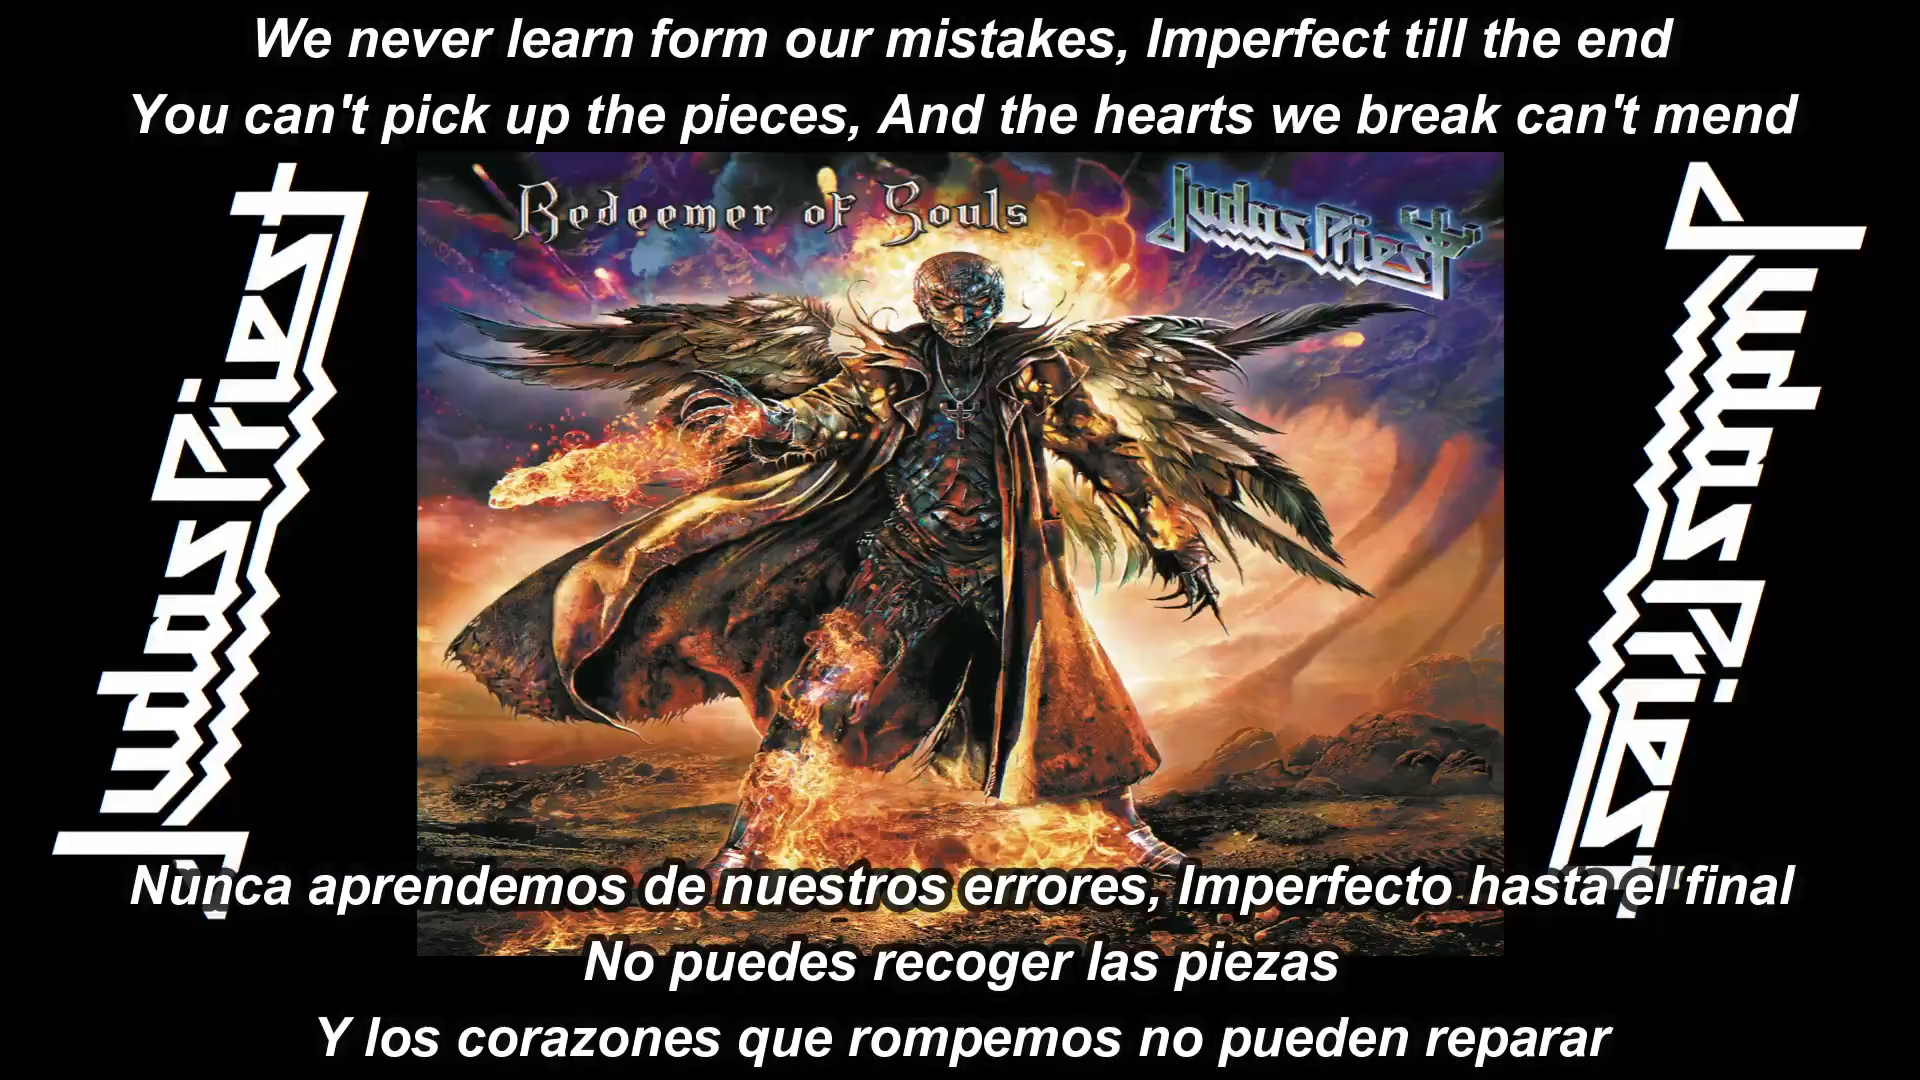 We never learn form our mistakes, Imperfect till the end
You can't pick up the pieces, And the hearts we break can't mend
Redeemer of Souls
Judas Priest
Judas Priest
Judas Priest
Nunca aprendemos de nuestros errores, Imperfecto hasta el final
No puedes recoger las piezas
Y los corazones que rompemos no pueden reparar